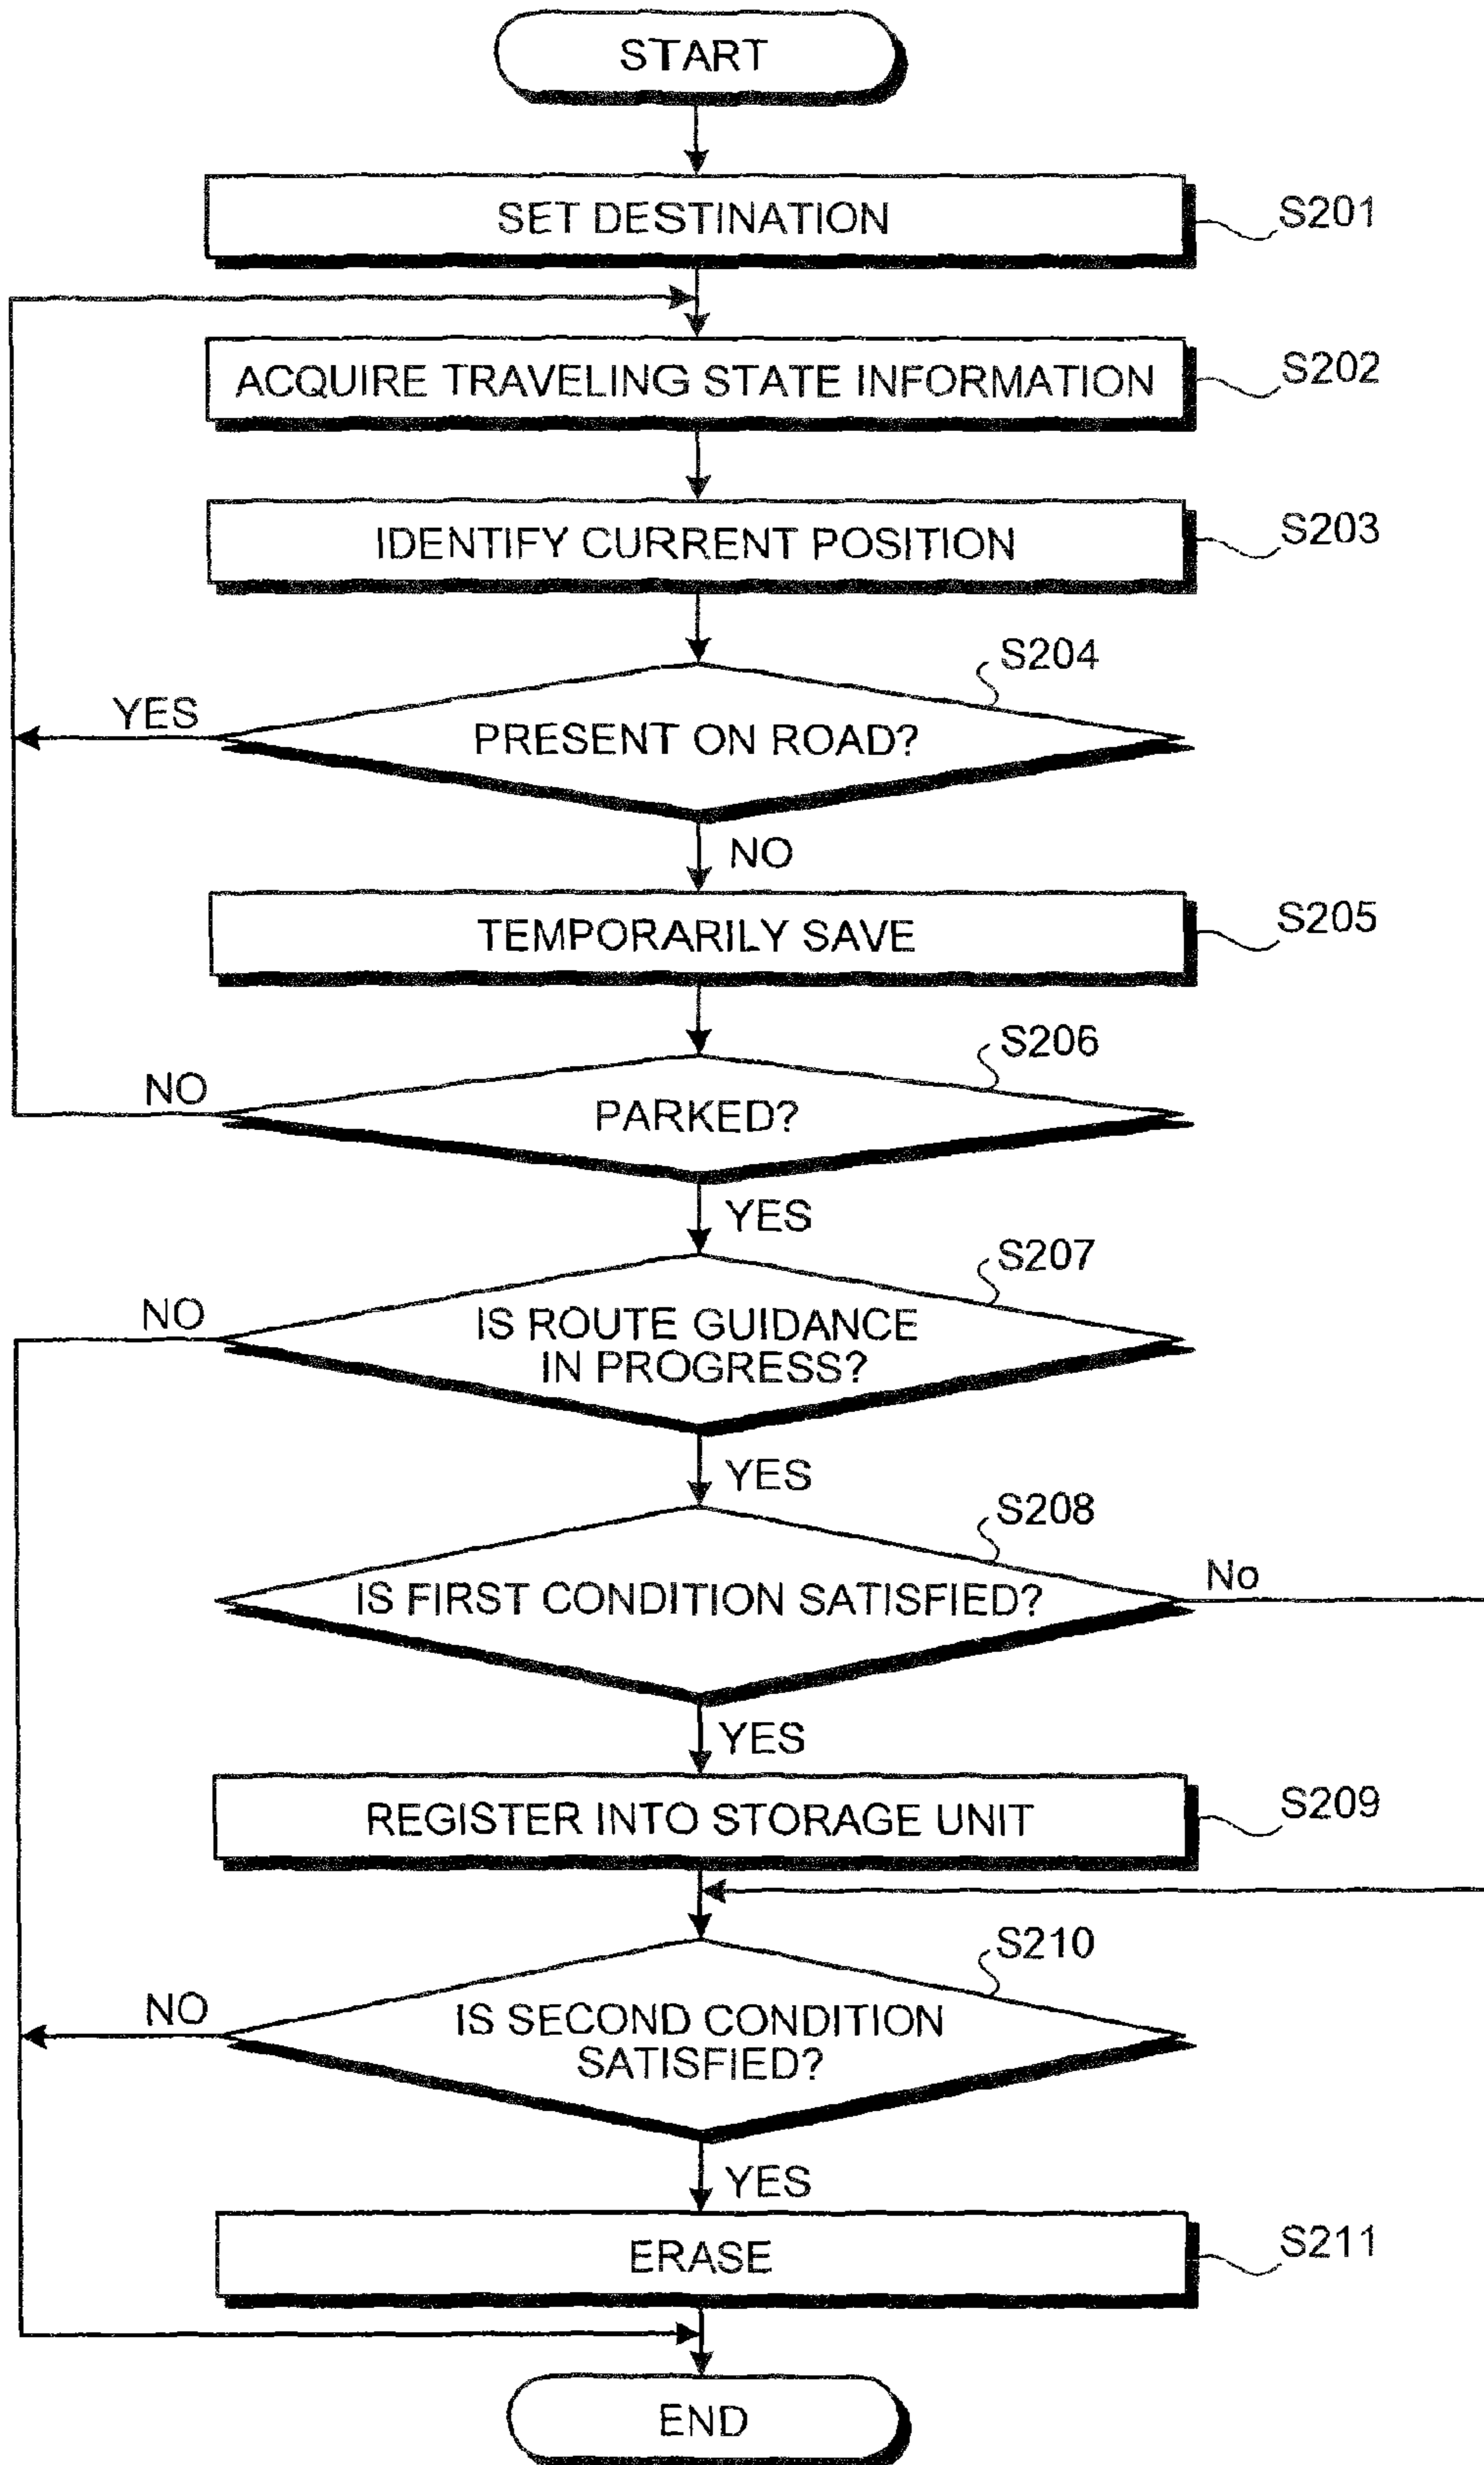 START
SET DESTINATION
S201
ACQUIRE TRAVELING STATE INFORMATION
S202
IDENTIFY CURRENT POSITION
S203
S204
YES
PRESENT ON ROAD?
NO
TEMPORARILY SAVE
S205
S206
NO
PARKED?
YES
S207
NO
IS ROUTE GUIDANCE
IN PROGRESS?
YES
S208
No
IS FIRST CONDITION SATISFIED?
YES
REGISTER INTO STORAGE UNIT
S209
S210
NO
IS SECOND CONDITION
SATISFIED?
YES
ERASE
S211
END